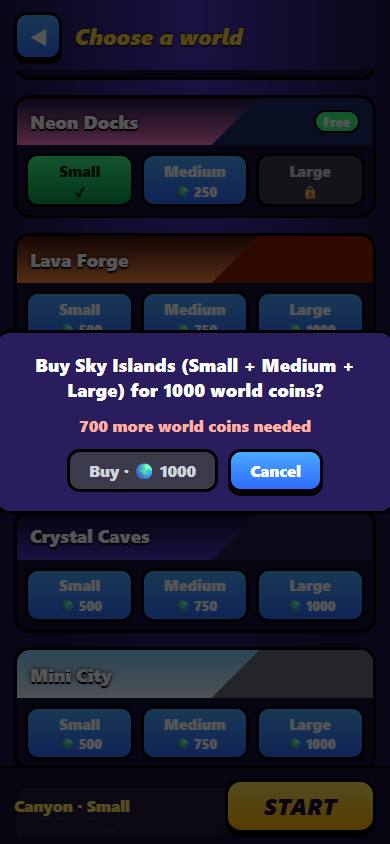 Choose a world
Neon Docks Free
Small Medium Large
✓ 250
Lava Forge
Small Medium Large
500 750 1000
Buy Sky Islands (Small + Medium +
Large) for 1000 world coins?
700 more world coins needed
Buy · 1000 Cancel
Crystal Caves
Small Medium Large
500 750 1000
Mini City
Small Medium Large
500 750 1000
Canyon · Small START